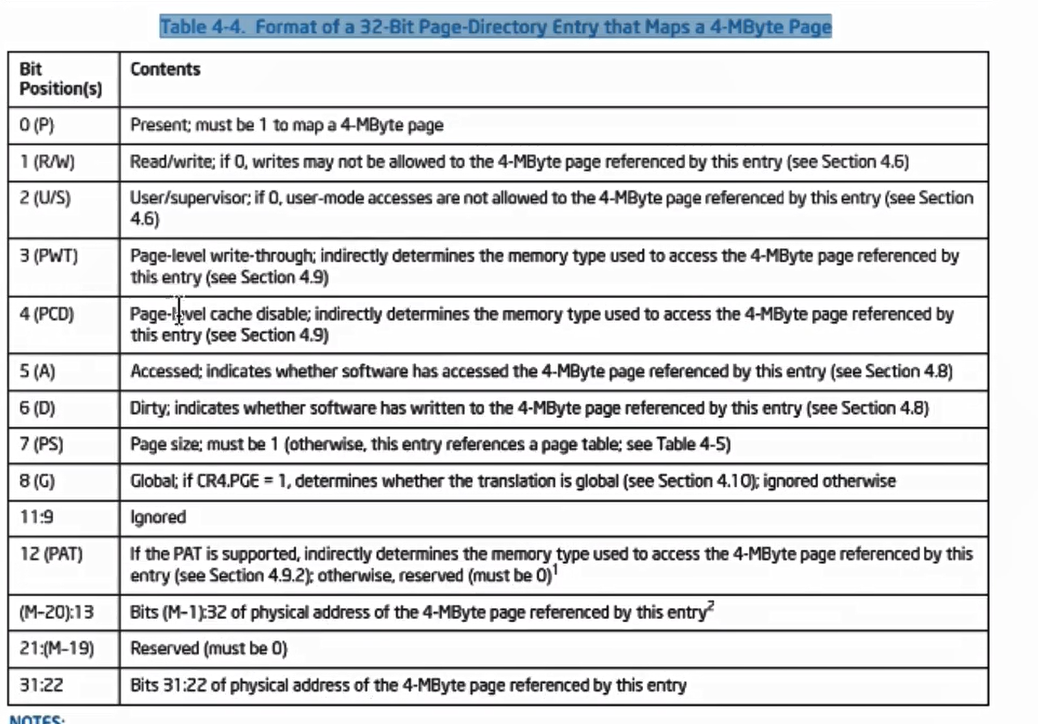 Table 4-4. Format of a 32-Bit Page-Directory Entry that Maps a 4-MByte Page
Bit Position(s) Contents
0 (P) Present; must be 1 to map a 4-MByte page
1 (R/W) Read/write; if 0, writes may not be allowed to the 4-MByte page referenced by this entry (see Section 4.6)
2 (U/S) User/supervisor; if 0, user-mode accesses are not allowed to the 4-MByte page referenced by this entry (see Section
4.6)
3 (PWT) Page-level write-through; indirectly determines the memory type used to access the 4-MByte page referenced by
this entry (see Section 4.9)
4 (PCD) Page-level cache disable; indirectly determines the memory type used to access the 4-MByte page referenced by
this entry (see Section 4.9)
5 (A) Accessed; indicates whether software has accessed the 4-MByte page referenced by this entry (see Section 4.8)
6 (D) Dirty; indicates whether software has written to the 4-MByte page referenced by this entry (see Section 4.8)
7 (PS) Page size; must be 1 (otherwise, this entry references a page table; see Table 4-5)
8 (G) Global; if CR4.PGE = 1, determines whether the translation is global (see Section 4.10); ignored otherwise
11:9 Ignored
12 (PAT) If the PAT is supported, indirectly determines the memory type used to access the 4-MByte page referenced by this
entry (see Section 4.9.2); otherwise, reserved (must be 0)1
(M–20):13 Bits (M–1):32 of physical address of the 4-MByte page referenced by this entry2
21:(M–19) Reserved (must be 0)
31:22 Bits 31:22 of physical address of the 4-MByte page referenced by this entry
NOTES: